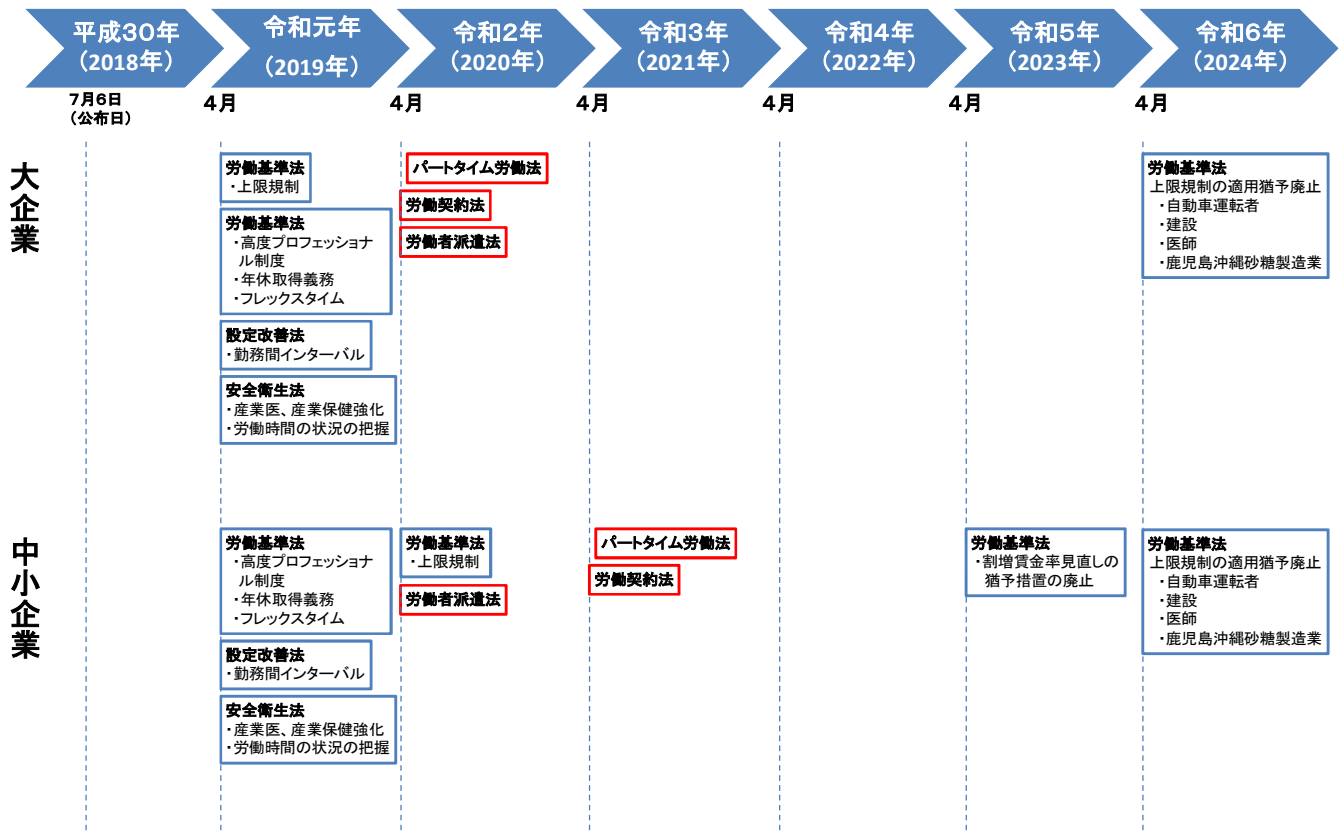 平成30年
（2018年）
令和元年
（2019年）
令和２年
（2020年）
令和３年
（2021年）
令和４年
（2022年）
令和５年
（2023年）
令和６年
（2024年）
７月６日
（公布日）
４月
４月
４月
４月
４月
４月
大企業
労働基準法
・上限規制
労働基準法
・高度プロフェッショナ
ル制度
・年休取得義務
・フレックスタイム
設定改善法
・勤務間インターバル
安全衛生法
・産業医、産業保健強化
・労働時間の状況の把握
パートタイム労働法
労働契約法
労働者派遣法
労働基準法
上限規制の適用猶予廃止
・自動車運転者
・建設
・医師
・鹿児島沖縄砂糖製造業
中小企業
労働基準法
・高度プロフェッショナ
ル制度
・年休取得義務
・フレックスタイム
設定改善法
・勤務間インターバル
安全衛生法
・産業医、産業保健強化
・労働時間の状況の把握
労働基準法
・上限規制
労働者派遣法
パートタイム労働法
労働契約法
労働基準法
・割増賃金率見直しの
猶予措置の廃止
労働基準法
上限規制の適用猶予廃止
・自動車運転者
・建設
・医師
・鹿児島沖縄砂糖製造業